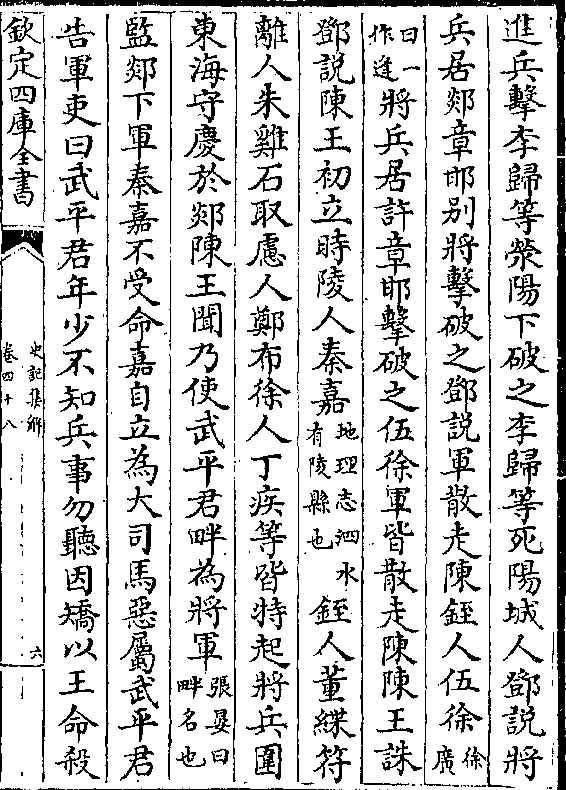 進兵擊李歸等滎陽下破之李歸等死陽城人鄧說將
兵居郯章邯别將擊破之鄧說軍散走陳銍人伍徐徐廣
曰一作逢將兵居許章邯擊破之伍徐軍皆散走陳陳王誅
鄧說陳王初立時陵人秦嘉地理志泗水有陵縣也銍人董緤符
離人朱雞石取慮人鄭布徐人丁疾等皆特起將兵圍
東海守慶於郯陳王聞乃使武平君畔為將軍張晏曰畔名也
監郯下軍秦嘉不受命嘉自立為大司馬惡屬武平君
告軍吏曰武平君年少不知兵事勿聽因矯以王命殺
欽定四庫全書
史記集解
卷四十八
六